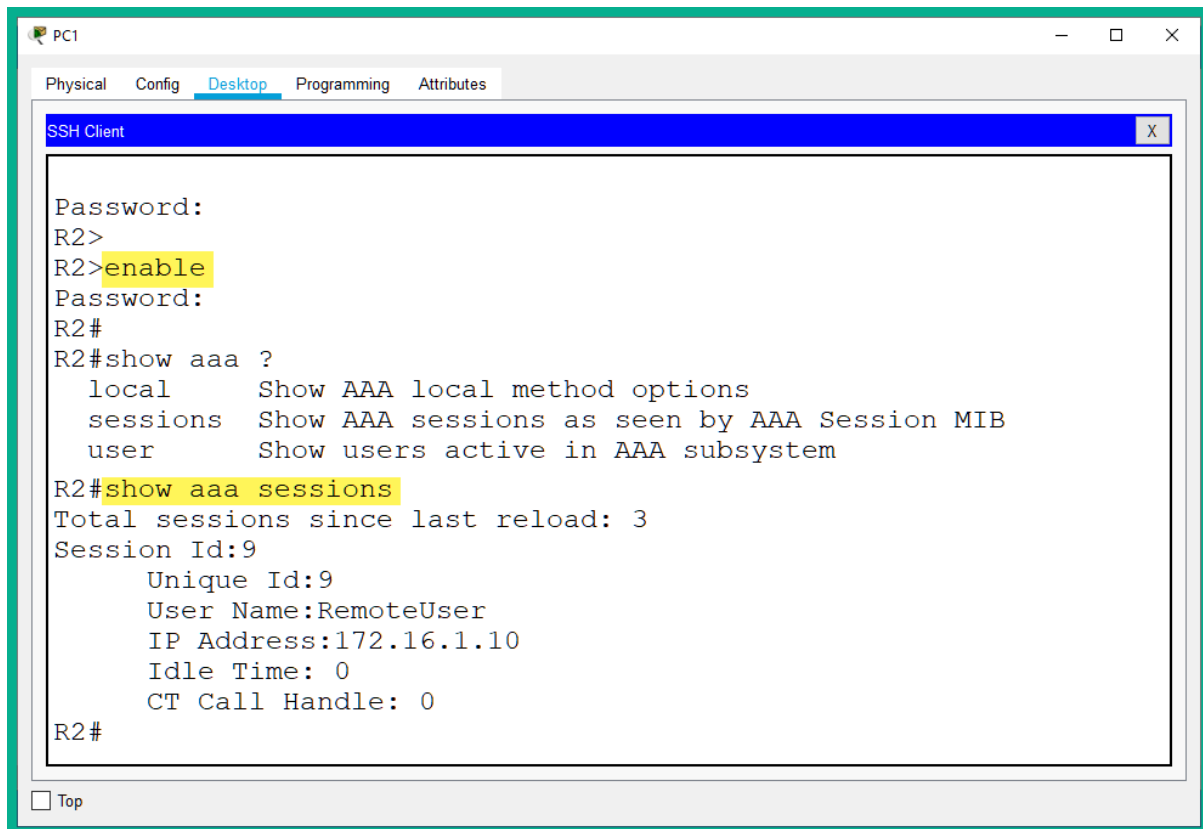 PC1
Physical Config Desktop Programming Attributes
SSH Client X
Password:
R2>
R2>enable
Password:
R2#
R2#show aaa ?
local Show AAA local method options
sessions Show AAA sessions as seen by AAA Session MIB
user Show users active in AAA subsystem
R2#show aaa sessions
Total sessions since last reload: 3
Session Id:9
Unique Id:9
User Name:RemoteUser
IP Address:172.16.1.10
Idle Time: 0
CT Call Handle: 0
R2#
Top